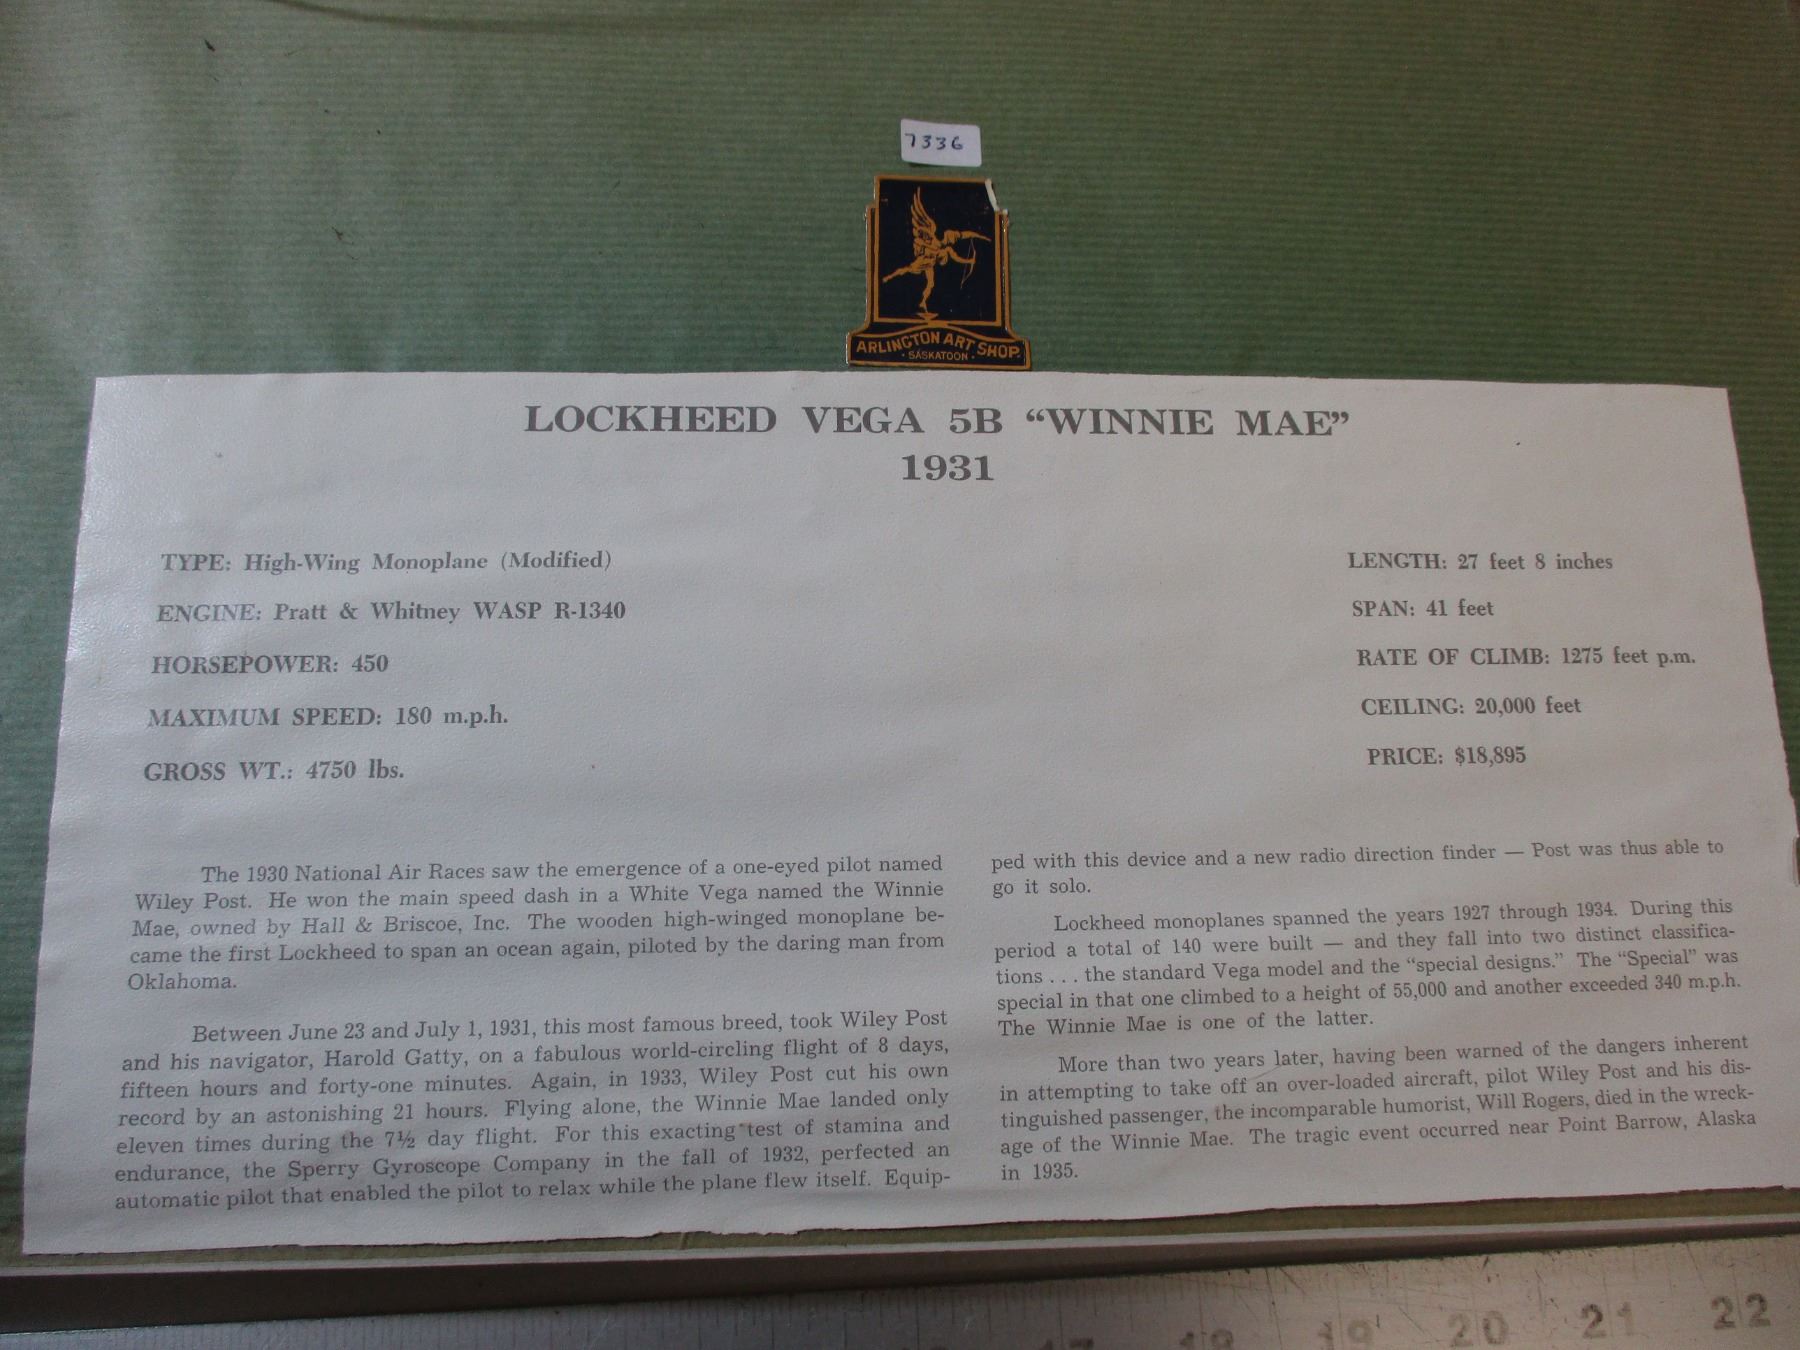 7336
ARLINGTON ART SHOP.
· SASKATOON ·
LOCKHEED VEGA 5B “WINNIE MAE”
1931
TYPE: High-Wing Monoplane (Modified)
ENGINE: Pratt & Whitney WASP R-1340
HORSEPOWER: 450
MAXIMUM SPEED: 180 m.p.h.
GROSS WT.: 4750 lbs.
LENGTH: 27 feet 8 inches
SPAN: 41 feet
RATE OF CLIMB: 1275 feet p.m.
CEILING: 20,000 feet
PRICE: $18,895
The 1930 National Air Races saw the emergence of a one-eyed pilot named
Wiley Post. He won the main speed dash in a White Vega named the Winnie
Mae, owned by Hall & Briscoe, Inc. The wooden high-winged monoplane be-
came the first Lockheed to span an ocean again, piloted by the daring man from
Oklahoma.
Between June 23 and July 1, 1931, this most famous breed, took Wiley Post
and his navigator, Harold Gatty, on a fabulous world-circling flight of 8 days,
fifteen hours and forty-one minutes. Again, in 1933, Wiley Post cut his own
record by an astonishing 21 hours. Flying alone, the Winnie Mae landed only
eleven times during the 7½ day flight. For this exacting test of stamina and
endurance, the Sperry Gyroscope Company in the fall of 1932, perfected an
automatic pilot that enabled the pilot to relax while the plane flew itself. Equip-
ped with this device and a new radio direction finder — Post was thus able to
go it solo.
Lockheed monoplanes spanned the years 1927 through 1934. During this
period a total of 140 were built — and they fall into two distinct classifica-
tions . . . the standard Vega model and the “special designs.” The “Special” was
special in that one climbed to a height of 55,000 and another exceeded 340 m.p.h.
The Winnie Mae is one of the latter.
More than two years later, having been warned of the dangers inherent
in attempting to take off an over-loaded aircraft, pilot Wiley Post and his dis-
tinguished passenger, the incomparable humorist, Will Rogers, died in the wreck-
age of the Winnie Mae. The tragic event occurred near Point Barrow, Alaska
in 1935.
17 18 19 20 21 22